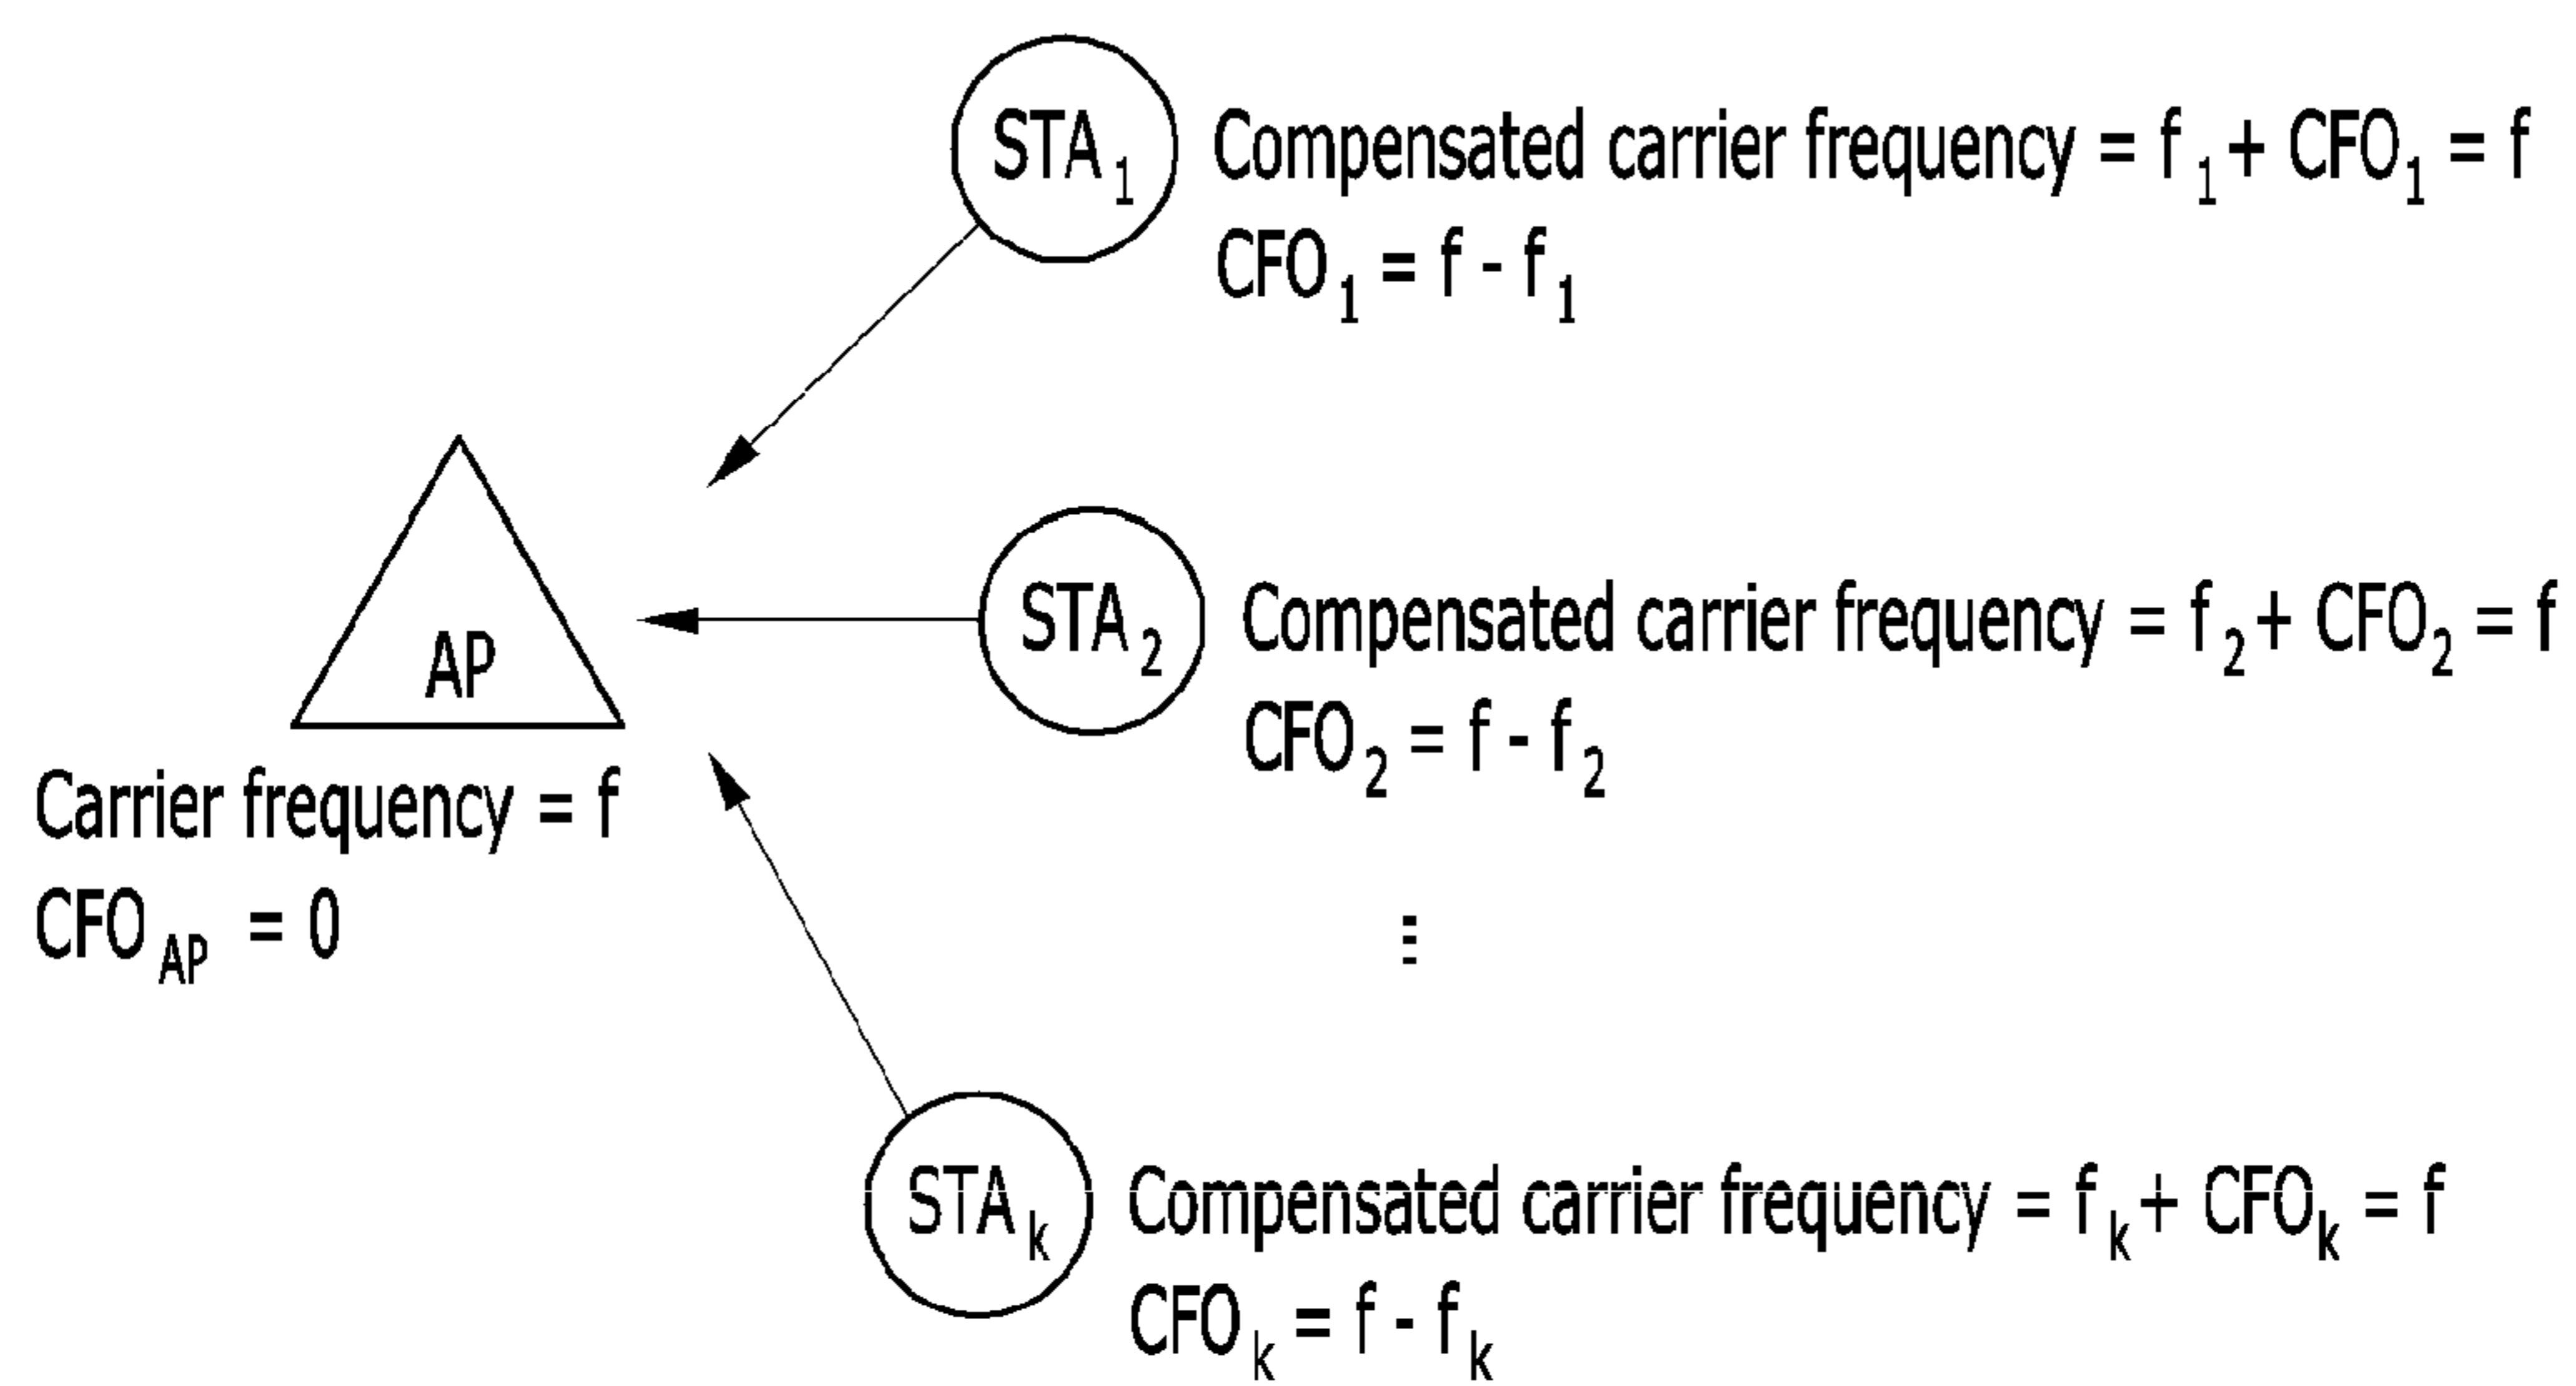 STA1 Compensated carrier frequency = f1 + CFO1 = f
CFO1 = f - f1
AP
STA2 Compensated carrier frequency = f2 + CFO2 = f
CFO2 = f - f2
Carrier frequency = f
CFOAP = 0
⋮
STAk Compensated carrier frequency = fk + CFOk = f
CFOk = f - fk